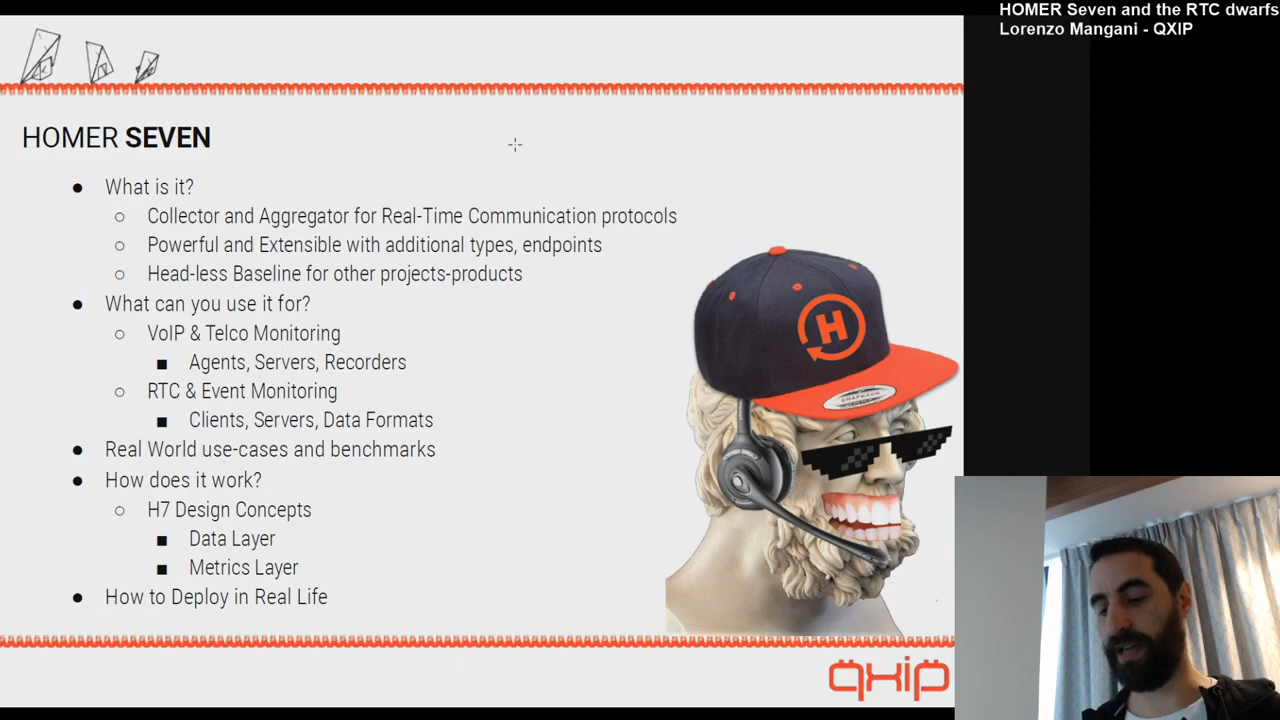 HOMER Seven and the RTC dwarfs
Lorenzo Mangani - QXIP
HOMER SEVEN
● What is it?
○ Collector and Aggregator for Real-Time Communication protocols
○ Powerful and Extensible with additional types, endpoints
○ Head-less Baseline for other projects-products
● What can you use it for?
○ VoIP & Telco Monitoring
■ Agents, Servers, Recorders
○ RTC & Event Monitoring
■ Clients, Servers, Data Formats
● Real World use-cases and benchmarks
● How does it work?
○ H7 Design Concepts
■ Data Layer
■ Metrics Layer
● How to Deploy in Real Life
H
SNAPBACK
qxip